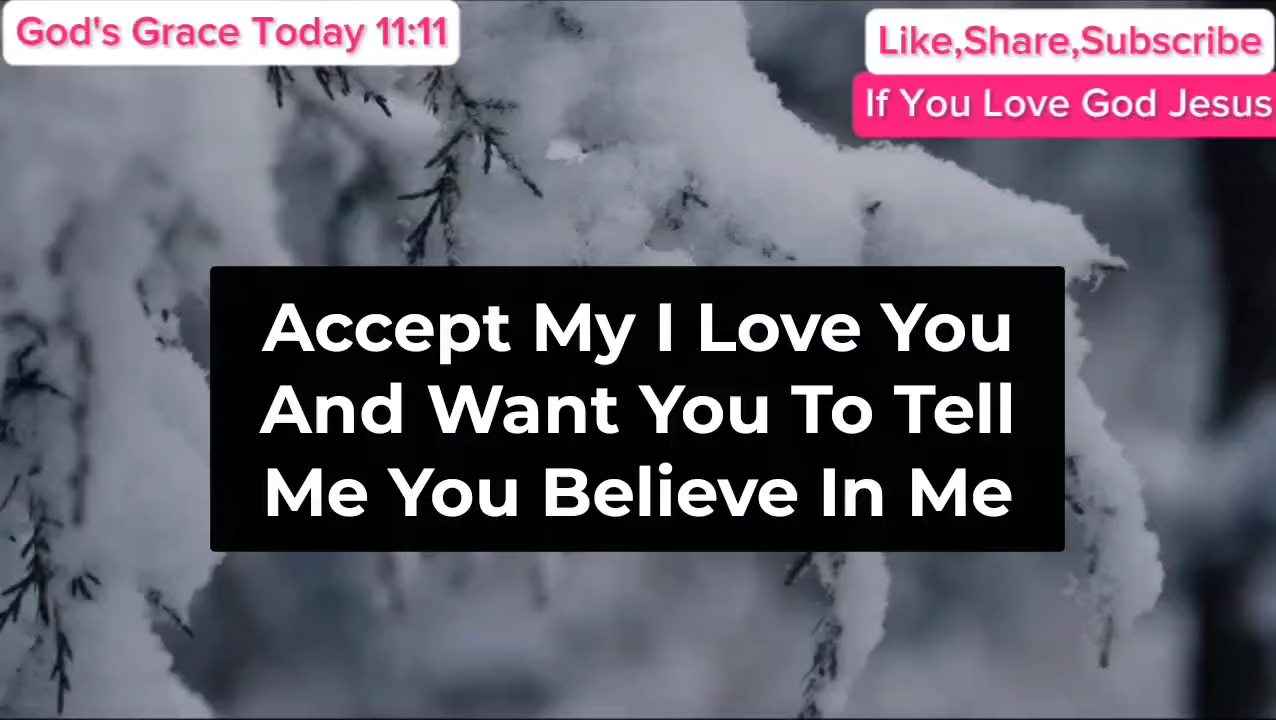 God's Grace Today 11:11
Like,Share,Subscribe
If You Love God Jesus
Accept My I Love You
And Want You To Tell
Me You Believe In Me